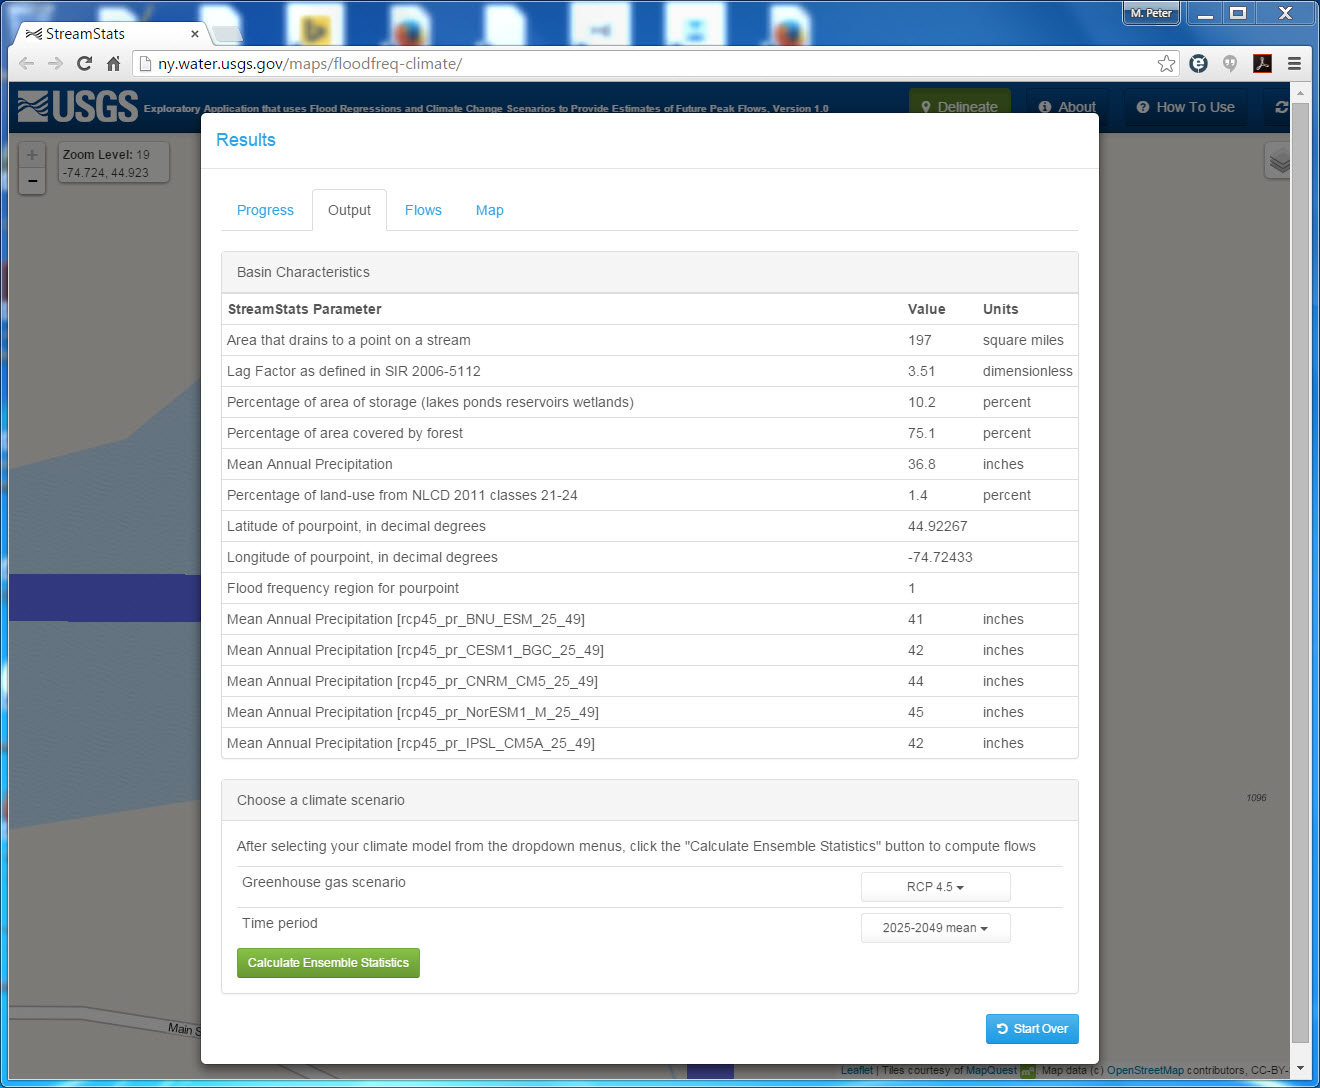 M. Peter
StreamStats
ny.water.usgs.gov/maps/floodfreq-climate/
USGS Exploratory Application that uses Flood Regressions and Climate Change Scenarios to Provide Estimates of Future Peak Flows, Version 1.0 Delineate About How To Use
Zoom Level: 19
-74.724, 44.923
Results
Progress Output Flows Map
Basin Characteristics
StreamStats Parameter Value Units
Area that drains to a point on a stream 197 square miles
Lag Factor as defined in SIR 2006-5112 3.51 dimensionless
Percentage of area of storage (lakes ponds reservoirs wetlands) 10.2 percent
Percentage of area covered by forest 75.1 percent
Mean Annual Precipitation 36.8 inches
Percentage of land-use from NLCD 2011 classes 21-24 1.4 percent
Latitude of pourpoint, in decimal degrees 44.92267
Longitude of pourpoint, in decimal degrees -74.72433
Flood frequency region for pourpoint 1
Mean Annual Precipitation [rcp45_pr_BNU_ESM_25_49] 41 inches
Mean Annual Precipitation [rcp45_pr_CESM1_BGC_25_49] 42 inches
Mean Annual Precipitation [rcp45_pr_CNRM_CM5_25_49] 44 inches
Mean Annual Precipitation [rcp45_pr_NorESM1_M_25_49] 45 inches
Mean Annual Precipitation [rcp45_pr_IPSL_CM5A_25_49] 42 inches
Choose a climate scenario
1096
After selecting your climate model from the dropdown menus, click the "Calculate Ensemble Statistics" button to compute flows
Greenhouse gas scenario RCP 4.5
Time period 2025-2049 mean
Calculate Ensemble Statistics
Main S
Start Over
Leaflet | Tiles courtesy of MapQuest Map data (c) OpenStreetMap contributors, CC-BY-